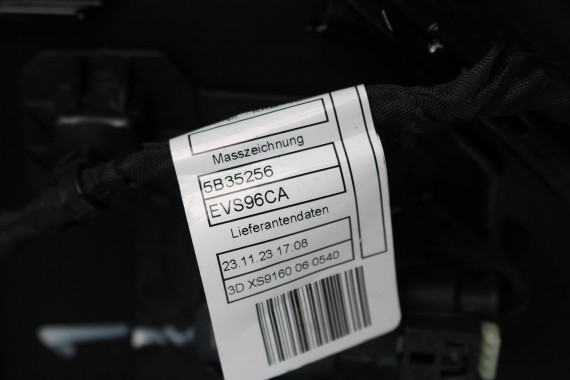 Masszeichnung
5B35256
EVS96CA
Lieferantendaten
23.11.23 17:08
3D XS9160 06 0540